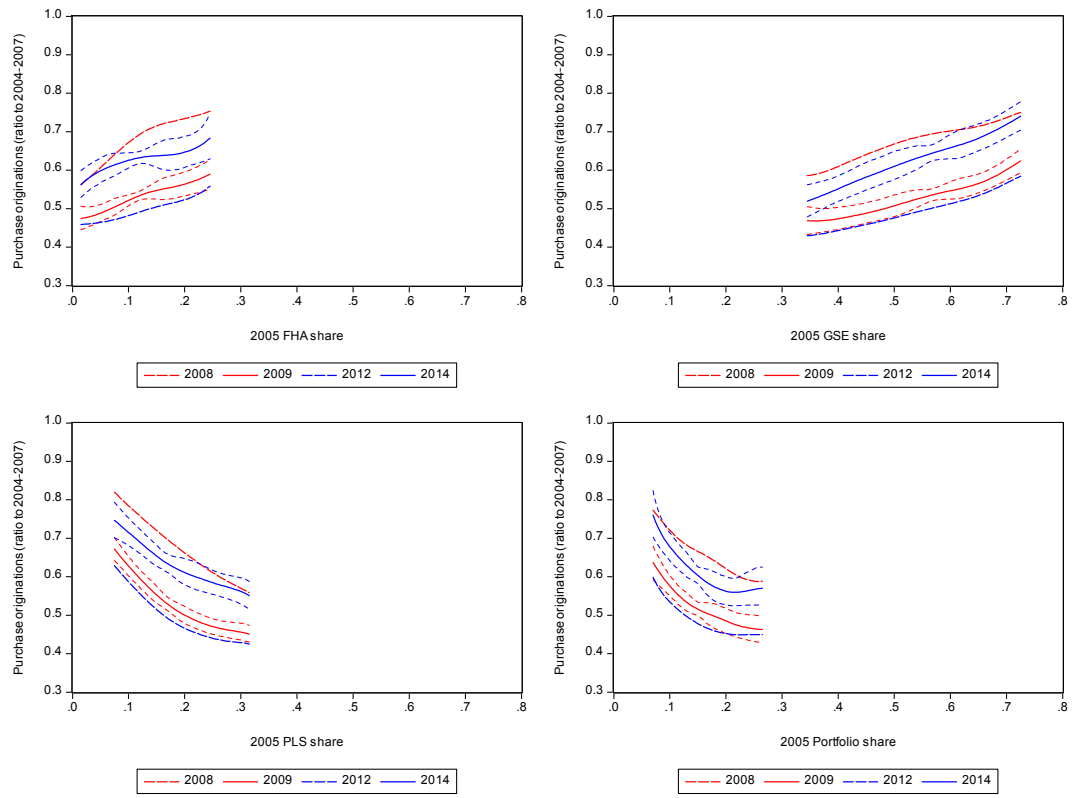 Purchase originations (ratio to 2004-2007)
1.0
0.9
0.8
0.7
0.6
0.5
0.4
0.3
.0 .1 .2 .3 .4 .5 .6 .7 .8
2005 FHA share
2008 2009 2012 2014
Purchase originations (ratio to 2004-2007)
1.0
0.9
0.8
0.7
0.6
0.5
0.4
0.3
.0 .1 .2 .3 .4 .5 .6 .7 .8
2005 GSE share
2008 2009 2012 2014
Purchase originations (ratio to 2004-2007)
1.0
0.9
0.8
0.7
0.6
0.5
0.4
0.3
.0 .1 .2 .3 .4 .5 .6 .7 .8
2005 PLS share
2008 2009 2012 2014
Purchase originations (ratio to 2004-2007)
1.0
0.9
0.8
0.7
0.6
0.5
0.4
0.3
.0 .1 .2 .3 .4 .5 .6 .7 .8
2005 Portfolio share
2008 2009 2012 2014